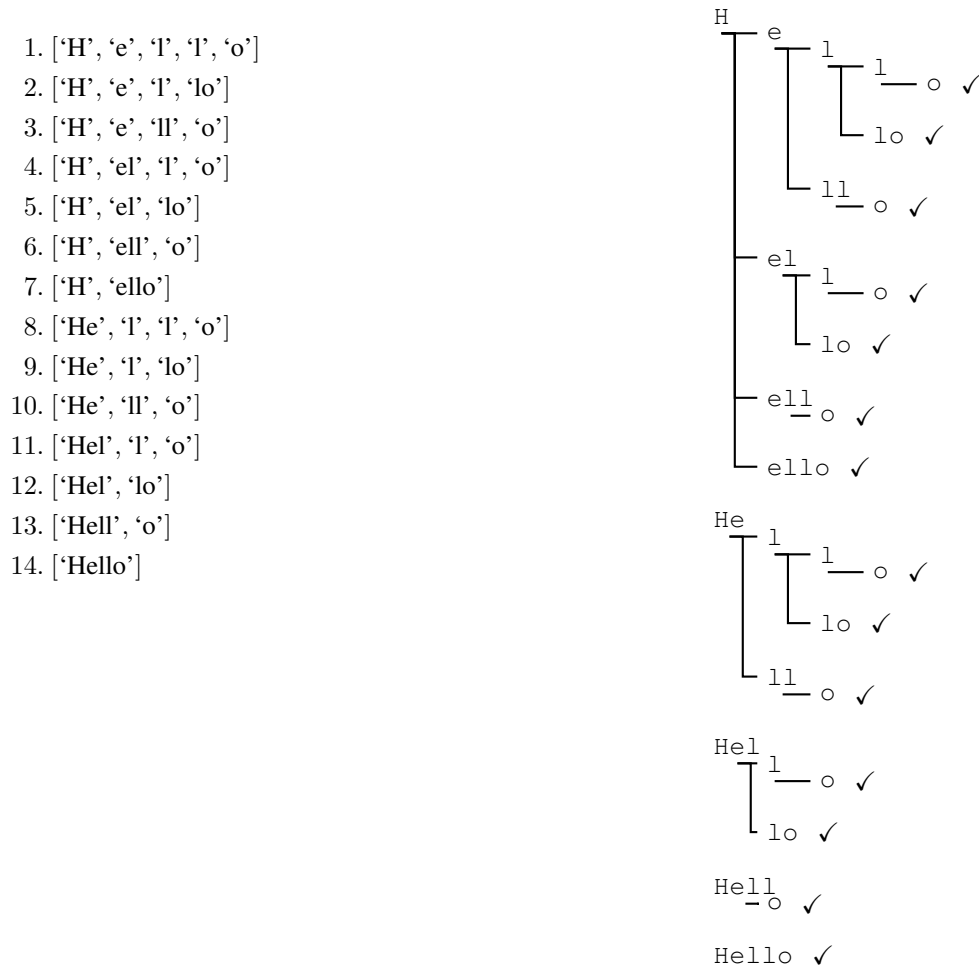 1. [‘H’, ‘e’, ‘l’, ‘l’, ‘o’]
2. [‘H’, ‘e’, ‘l’, ‘lo’]
3. [‘H’, ‘e’, ‘ll’, ‘o’]
4. [‘H’, ‘el’, ‘l’, ‘o’]
5. [‘H’, ‘el’, ‘lo’]
6. [‘H’, ‘ell’, ‘o’]
7. [‘H’, ‘ello’]
8. [‘He’, ‘l’, ‘l’, ‘o’]
9. [‘He’, ‘l’, ‘lo’]
10. [‘He’, ‘ll’, ‘o’]
11. [‘Hel’, ‘l’, ‘o’]
12. [‘Hel’, ‘lo’]
13. [‘Hell’, ‘o’]
14. [‘Hello’]
H
e
l
l
o ✓
lo ✓
ll
o ✓
el
l
o ✓
lo ✓
ell
o ✓
ello ✓
He
l
l
o ✓
lo ✓
ll
o ✓
Hel
l
o ✓
lo ✓
Hell
o ✓
Hello ✓